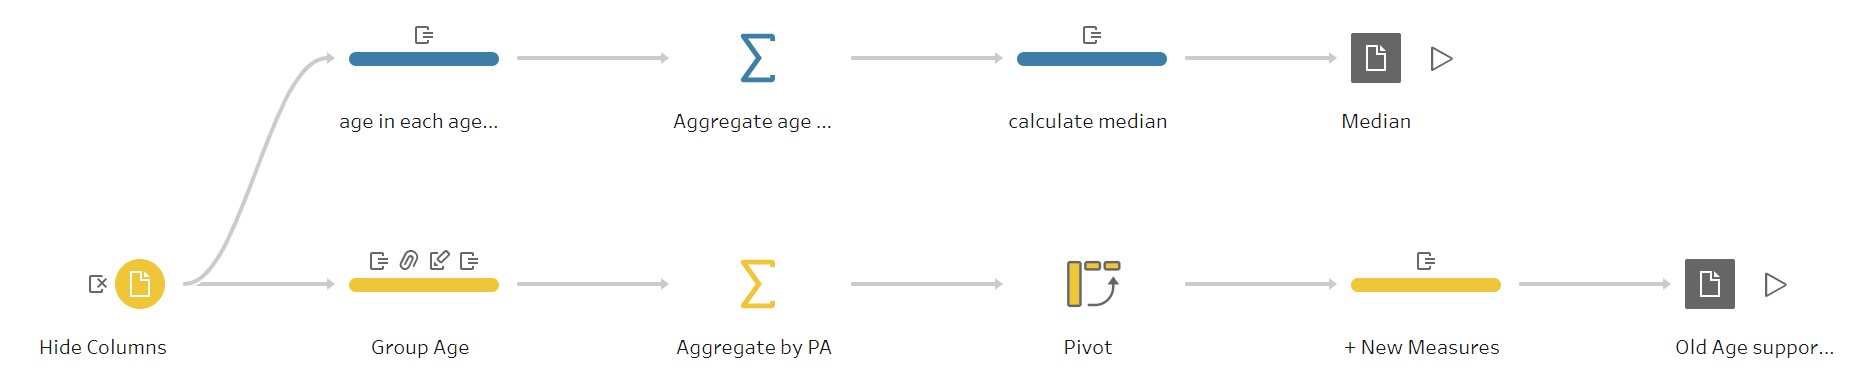 age in each age...
Aggregate age ...
calculate median
Median
Hide Columns
Group Age
Aggregate by PA
Pivot
+ New Measures
Old Age suppor...